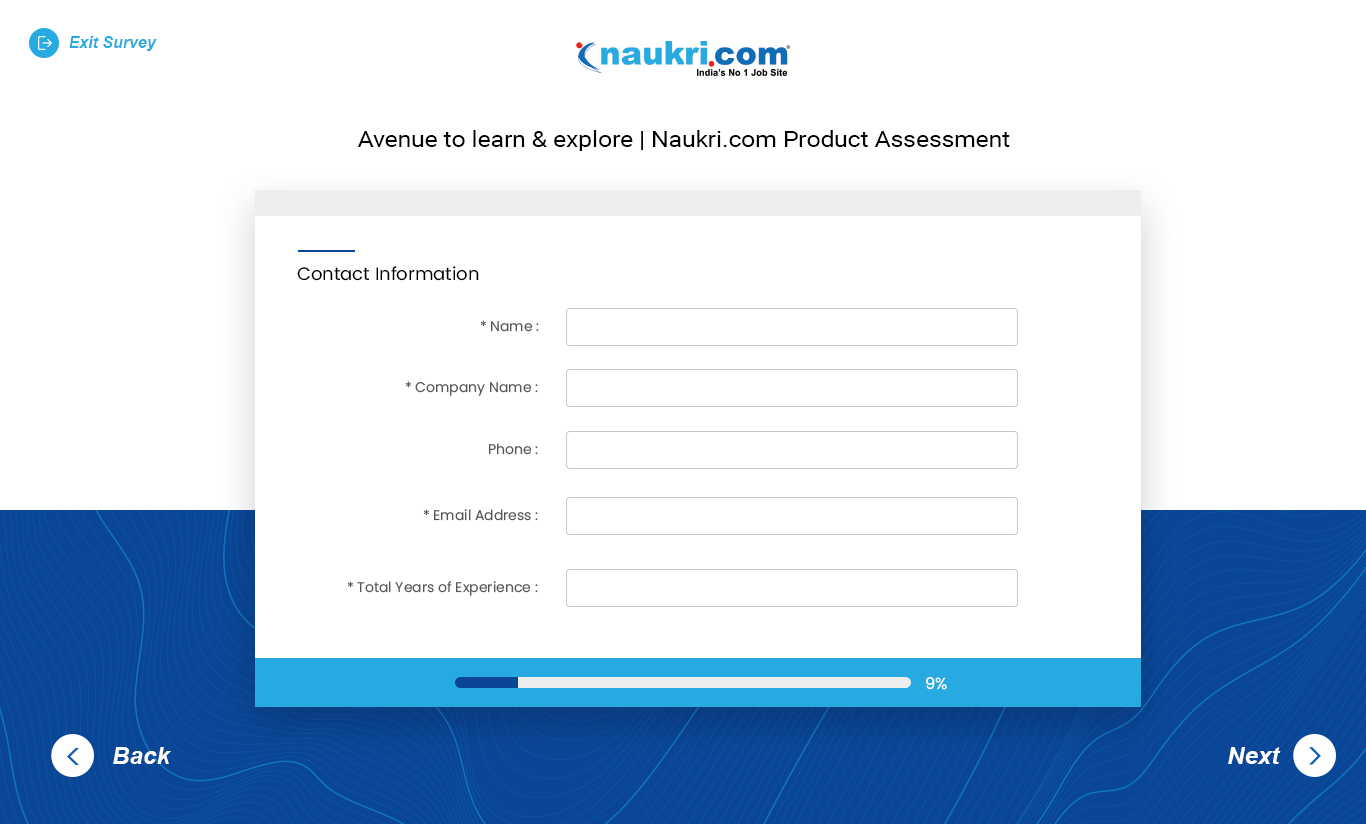 Exit Survey
naukri.com
India's No 1 Job Site
Avenue to learn & explore | Naukri.com Product Assessment
Contact Information
* Name :
* Company Name :
Phone :
* Email Address :
* Total Years of Experience :
9%
Back
Next